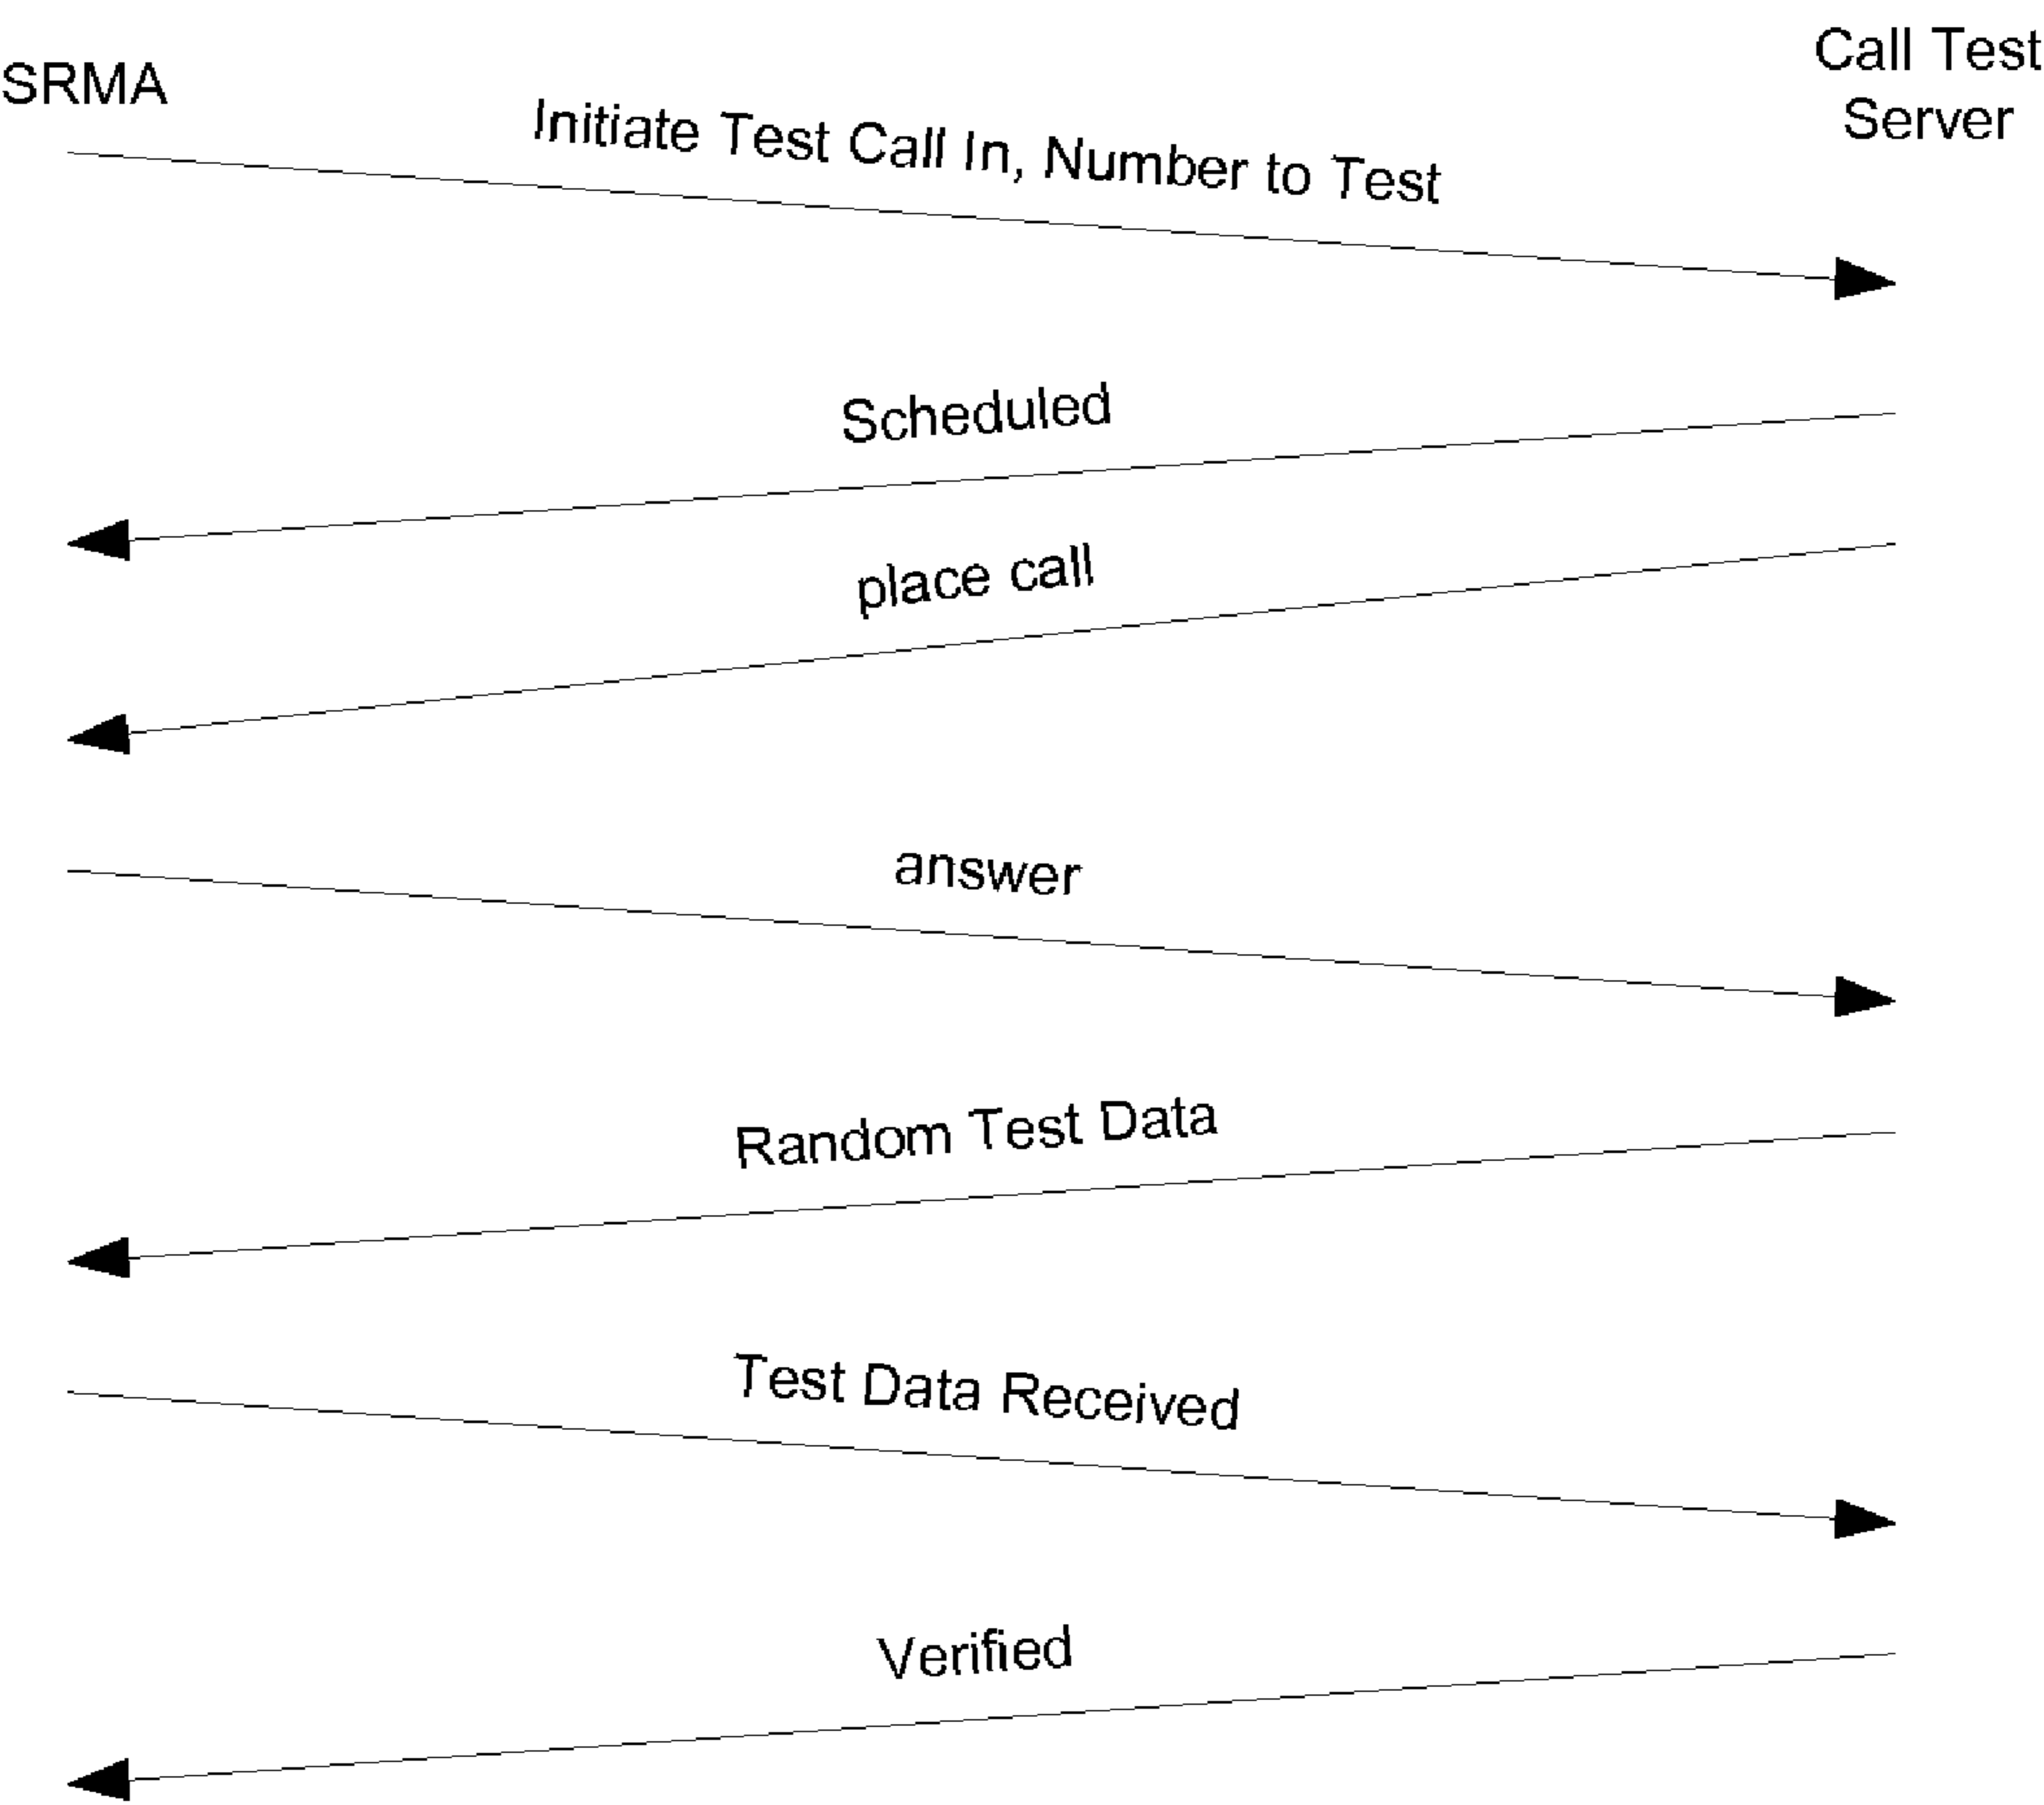 SRMA
Call Test
Server
Initiate Test Call In, Number to Test
Scheduled
place call
answer
Random Test Data
Test Data Received
Verified